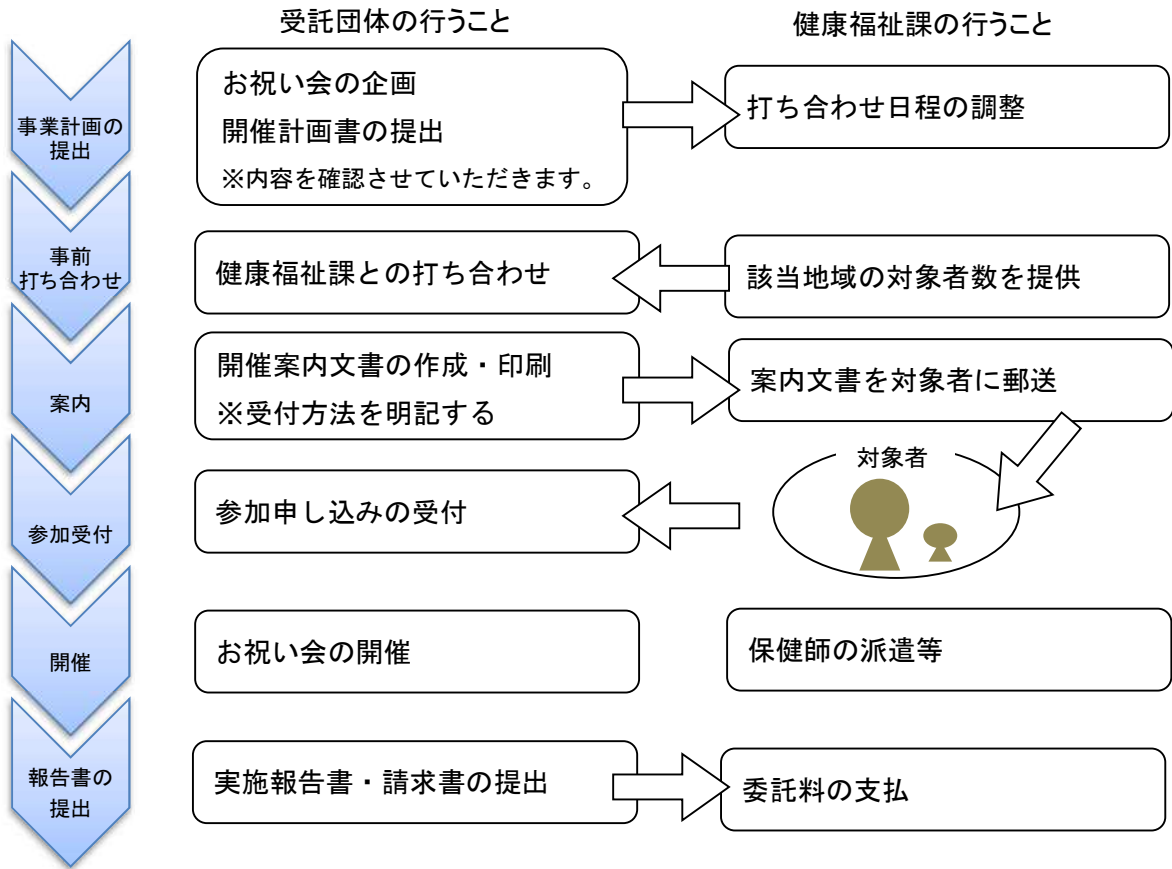 受託団体の行うこと
健康福祉課の行うこと
事業計画の
提出
お祝い会の企画
開催計画書の提出
※内容を確認させていただきます。
打ち合わせ日程の調整
事前
打ち合わせ
健康福祉課との打ち合わせ
該当地域の対象者数を提供
案内
開催案内文書の作成・印刷
※受付方法を明記する
案内文書を対象者に郵送
対象者
参加受付
参加申し込みの受付
開催
お祝い会の開催
保健師の派遣等
報告書の
提出
実施報告書・請求書の提出
委託料の支払